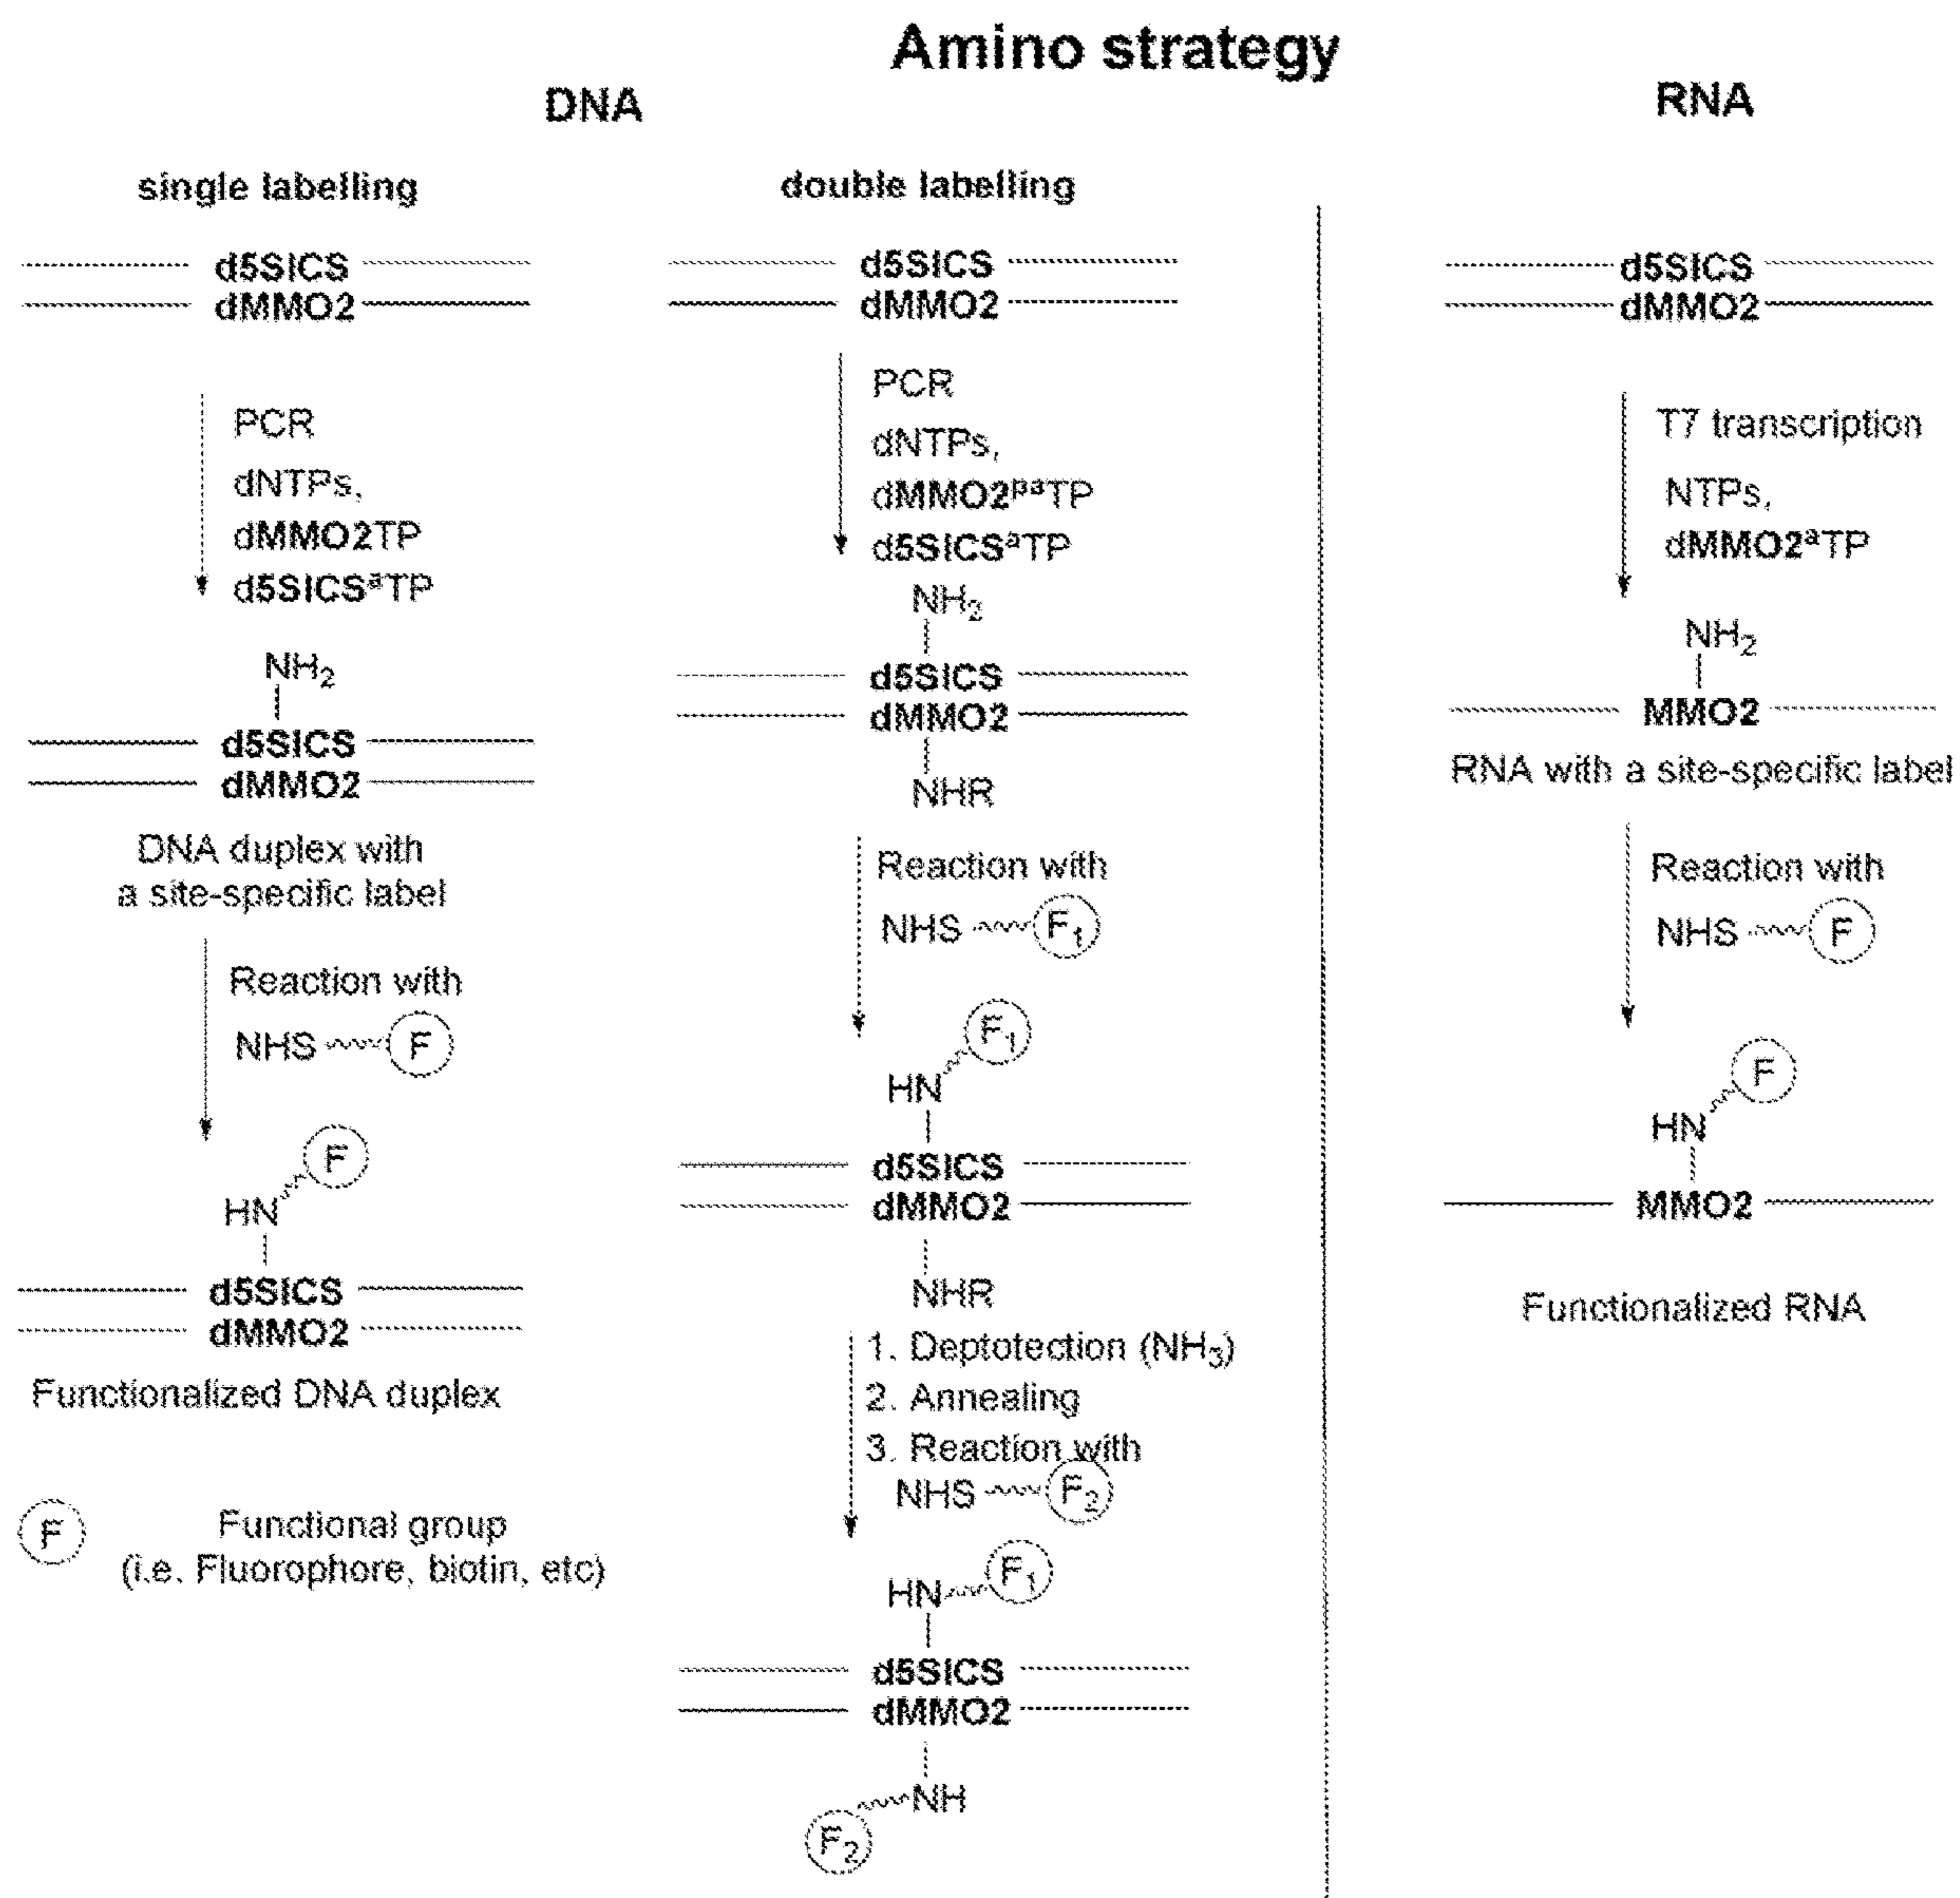 Amino strategy
DNA
RNA
single labelling
d5SICS
dMMO2
PCR
dNTPs,
dMMO2TP
d5SICSᵃTP
NH₂
d5SICS
dMMO2
DNA duplex with
a site-specific label
Reaction with
NHS F
F
HN
d5SICS
dMMO2
Functionalized DNA duplex
F Functional group
(i.e. Fluorophore, biotin, etc)
double labelling
d5SICS
dMMO2
PCR
dNTPs,
dMMO2ᵖᵃTP
d5SICSᵃTP
NH₂
d5SICS
dMMO2
NHR
Reaction with
NHS F₁
F₁
HN
d5SICS
dMMO2
NHR
1. Deptotection (NH₃)
2. Annealing
3. Reaction with
NHS F₂
HN F₁
d5SICS
dMMO2
NH
F₂
d5SICS
dMMO2
T7 transcription
NTPs,
dMMO2ᵃTP
NH₂
MMO2
RNA with a site-specific label
Reaction with
NHS F
F
HN
MMO2
Functionalized RNA